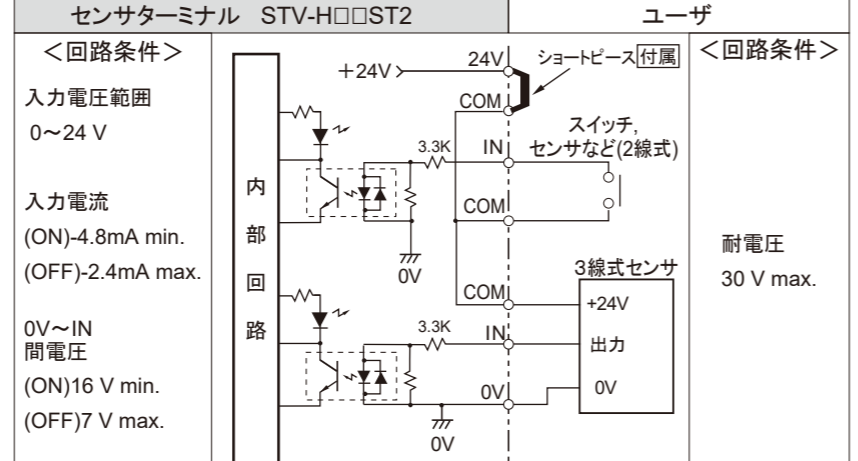 センサターミナル STV-H□□ST2
ユーザ
＜回路条件＞
入力電圧範囲
0～24 V
入力電流
(ON)-4.8mA min.
(OFF)-2.4mA max.
0V～IN
間電圧
(ON)16 V min.
(OFF)7 V max.
内部回路
＋24V
24V
COM
3.3K
IN
COM
0V
COM
3.3K
IN
0V
0V
ショートピース付属
スイッチ,
センサなど(2線式)
3線式センサ
+24V
出力
0V
＜回路条件＞
耐電圧
30 V max.